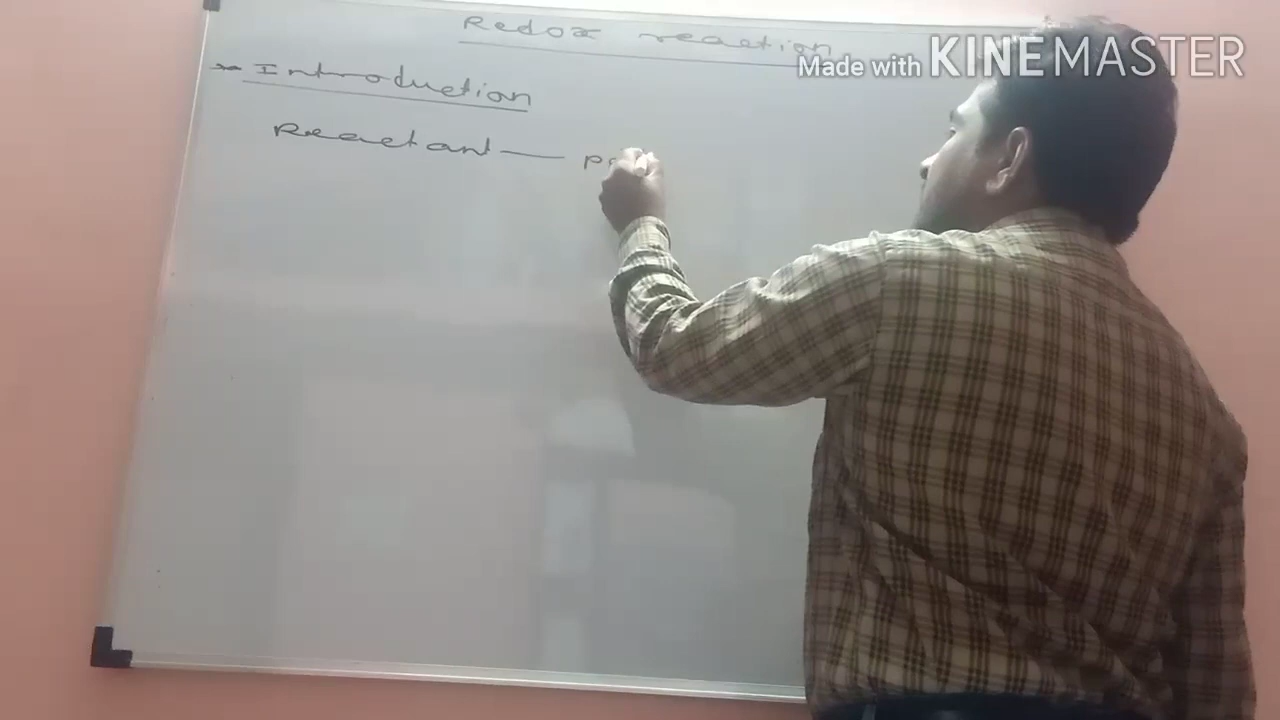 Redox reaction
Made with KINEMASTER
* Introduction
Reactant — P